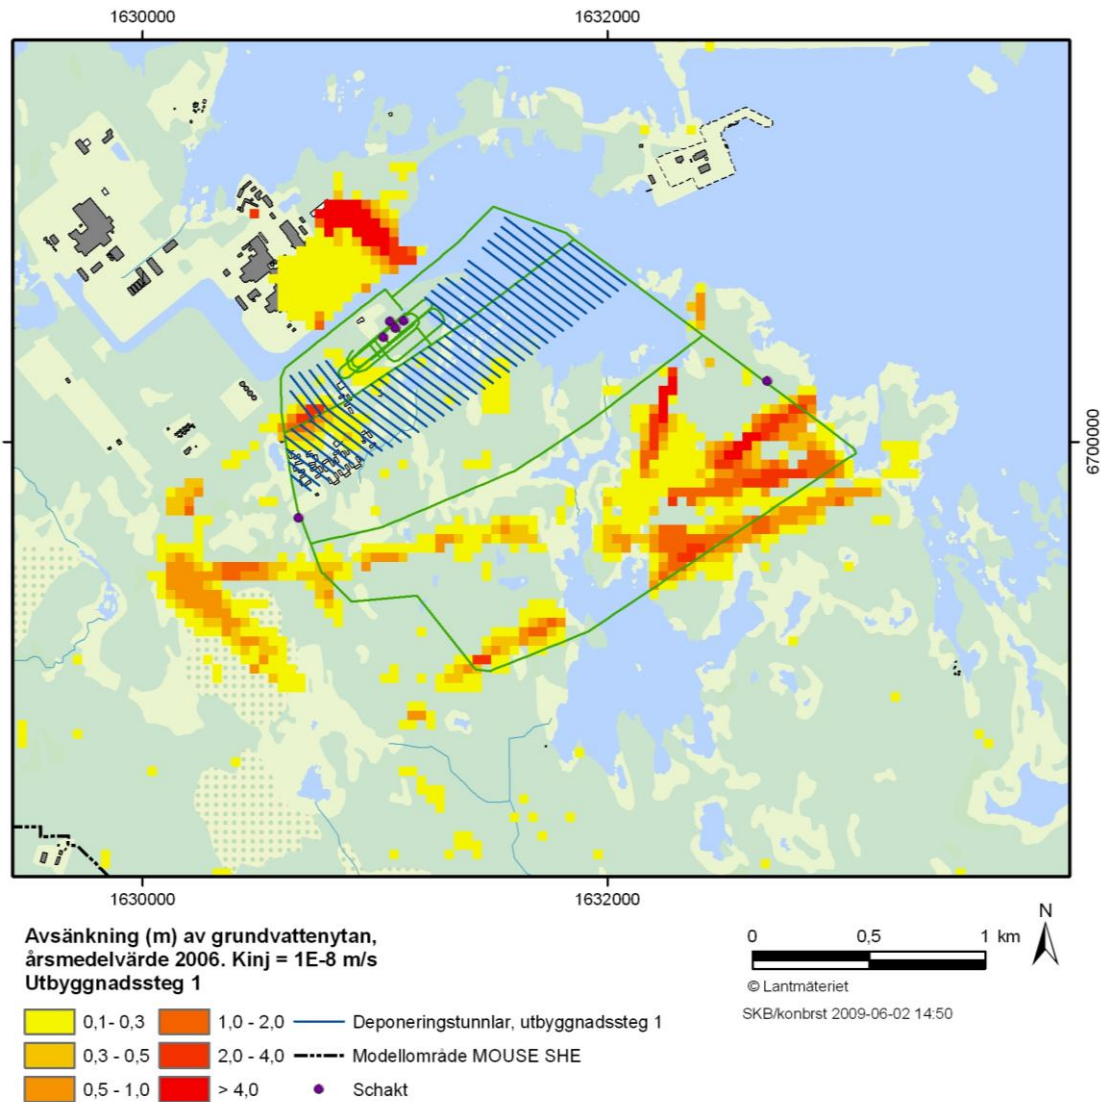 1630000
1632000
6700000
6700000
1630000
1632000
Avsänkning (m) av grundvattenytan,
årsmedelvärde 2006. Kinj = 1E-8 m/s
Utbyggnadssteg 1
0,1- 0,3
0,3 - 0,5
0,5 - 1,0
1,0 - 2,0
2,0 - 4,0
> 4,0
Deponeringstunnlar, utbyggnadssteg 1
Modellområde MOUSE SHE
Schakt
0 0,5 1 km
N
© Lantmäteriet
SKB/konbrst 2009-06-02 14:50